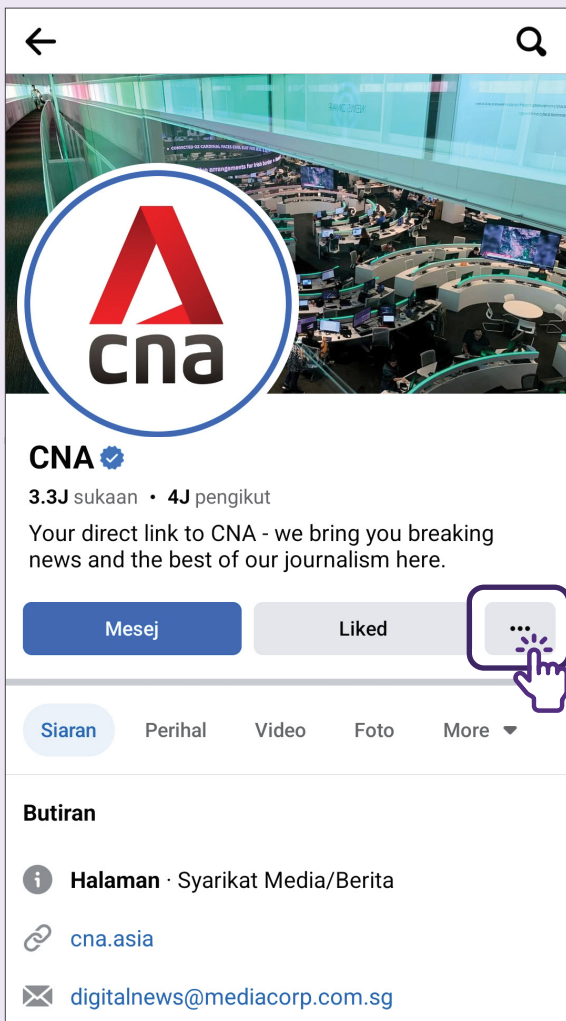 cna
CNA
3.3J sukaan • 4J pengikut
Your direct link to CNA - we bring you breaking
news and the best of our journalism here.
Mesej
Liked
...
Siaran
Perihal
Video
Foto
More
Butiran
Halaman · Syarikat Media/Berita
cna.asia
digitalnews@mediacorp.com.sg